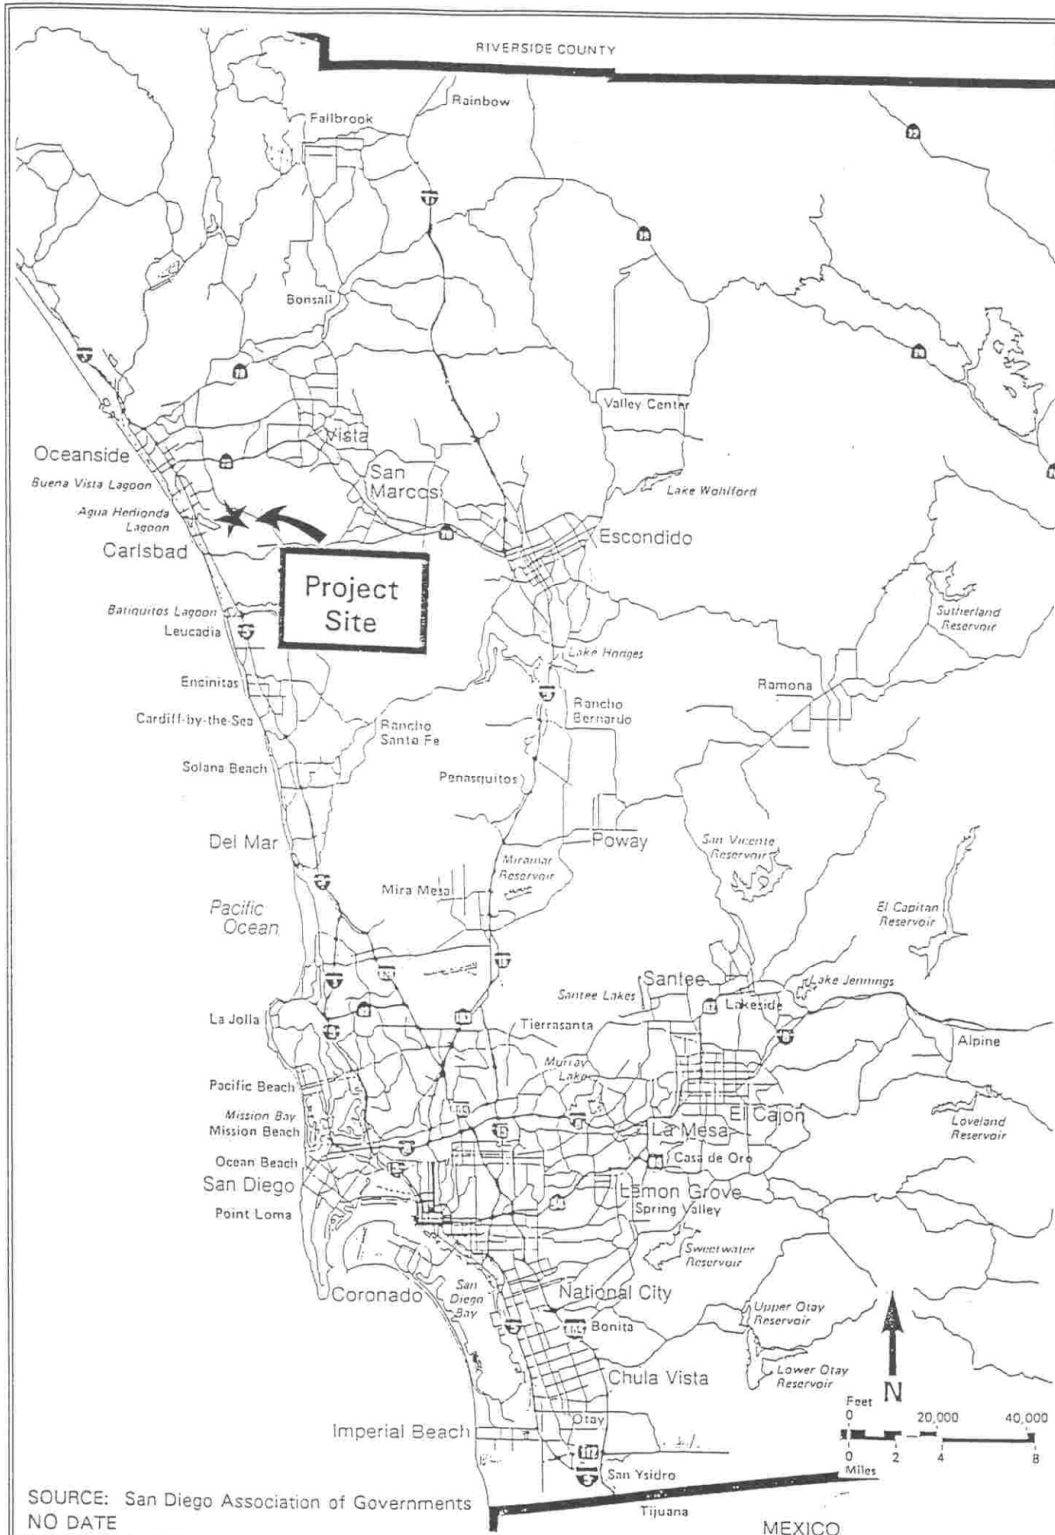 RIVERSIDE COUNTY
Rainbow
Fallbrook
Bonsall
Valley Center
Vista
Oceanside
San
Marcos
Buena Vista Lagoon
Lake Wohlford
Agua Hedionda
Lagoon
Escondido
Carlsbad
Project
Site
Batiquitos Lagoon
Leucadia
Sutherland
Reservoir
Lake Hodges
Encinitas
Ramona
Rancho
Bernardo
Cardiff-by-the-Sea
Rancho
Santa Fe
Solana Beach
Penasquitos
Del Mar
Poway
San Vicente
Reservoir
Miramar
Reservoir
Mira Mesa
Pacific
Ocean
El Capitan
Reservoir
Santee
Lake Jennings
Santee Lakes
Lakeside
La Jolla
Tierrasanta
Alpine
Murray
Lake
Pacific Beach
El Cajon
Mission Bay
Mission Beach
La Mesa
Loveland
Reservoir
Ocean Beach
Casa de Oro
San Diego
Lemon Grove
Spring Valley
Point Loma
Sweetwater
Reservoir
Coronado
San
Diego
Bay
National City
Upper Otay
Reservoir
Bonita
Chula Vista
Lower Otay
Reservoir
N
Feet
0 20,000 40,000
0 2 4 8
Miles
Imperial Beach
Otay
San Ysidro
SOURCE: San Diego Association of Governments
NO DATE
Tijuana
MEXICO